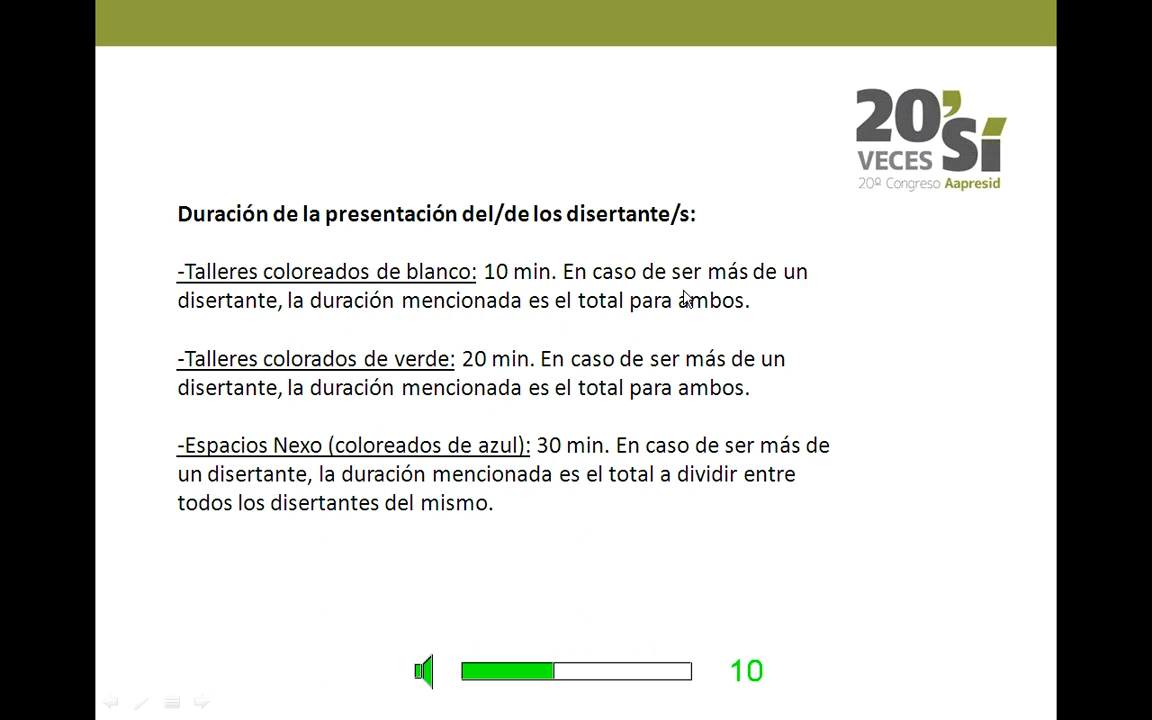 20’Sí
VECES
20º Congreso Aapresid
Duración de la presentación del/de los disertante/s:
-Talleres coloreados de blanco: 10 min. En caso de ser más de un
disertante, la duración mencionada es el total para ambos.
-Talleres colorados de verde: 20 min. En caso de ser más de un
disertante, la duración mencionada es el total para ambos.
-Espacios Nexo (coloreados de azul): 30 min. En caso de ser más de
un disertante, la duración mencionada es el total a dividir entre
todos los disertantes del mismo.
10